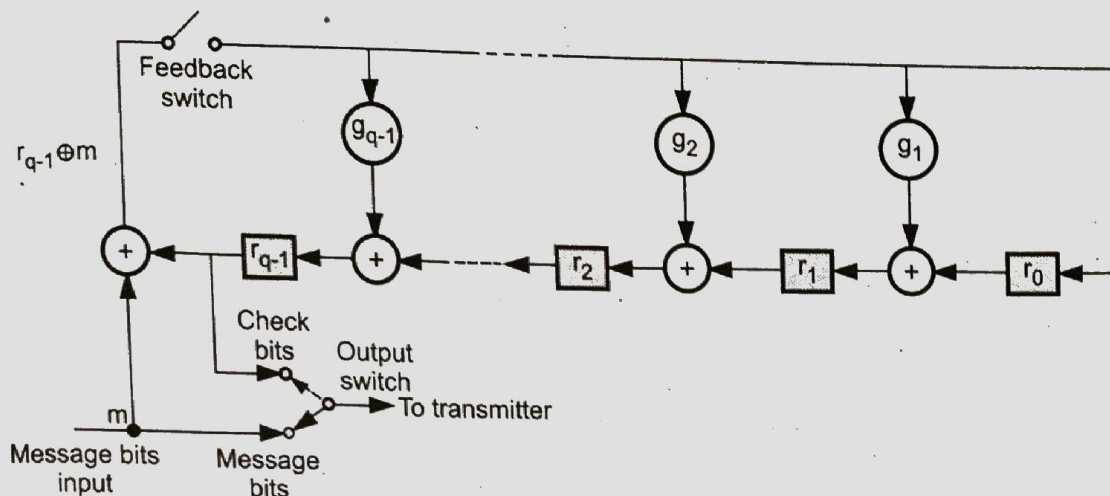 Feedback
switch
g_{q-1}
g_2
g_1
r_{q-1}⊕m
+
r_{q-1}
+
r_2
+
r_1
+
r_0
Check
bits
Output
switch
To transmitter
m
Message bits
input
Message
bits